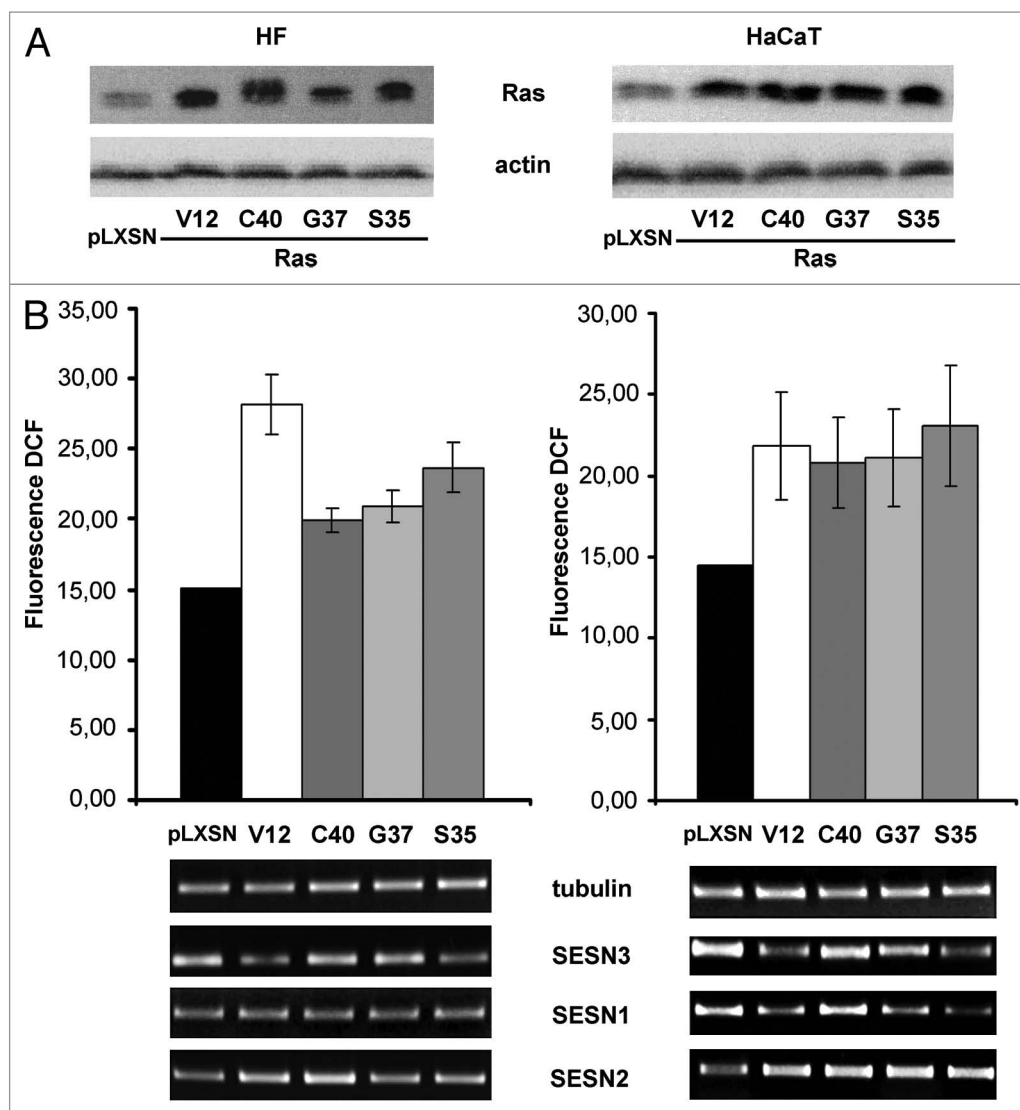 A
HF
HaCaT
Ras
actin
pLXSN V12 C40 G37 S35
Ras
pLXSN V12 C40 G37 S35
Ras
B
Fluorescence DCF
35,00
30,00
25,00
20,00
15,00
10,00
5,00
0,00
pLXSN V12 C40 G37 S35
Fluorescence DCF
30,00
25,00
20,00
15,00
10,00
5,00
0,00
pLXSN V12 C40 G37 S35
tubulin
SESN3
SESN1
SESN2